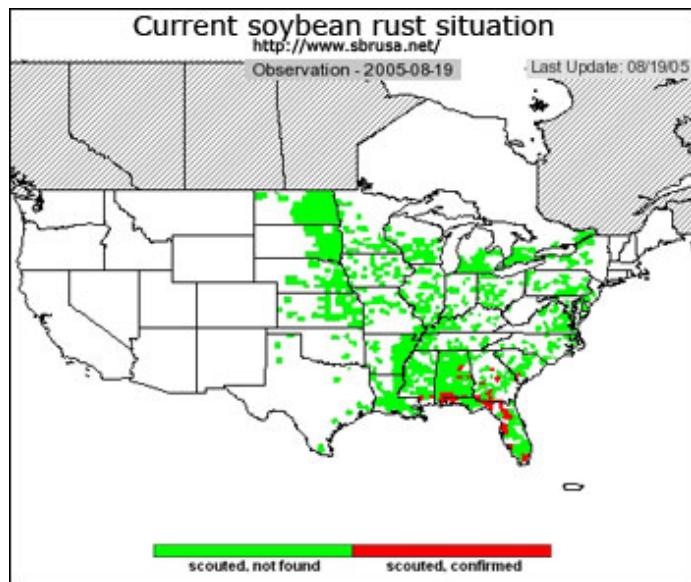 Current soybean rust situation
http://www.sbrusa.net/
Observation - 2005-08-19
Last Update: 08/19/05
scouted, not found
scouted, confirmed